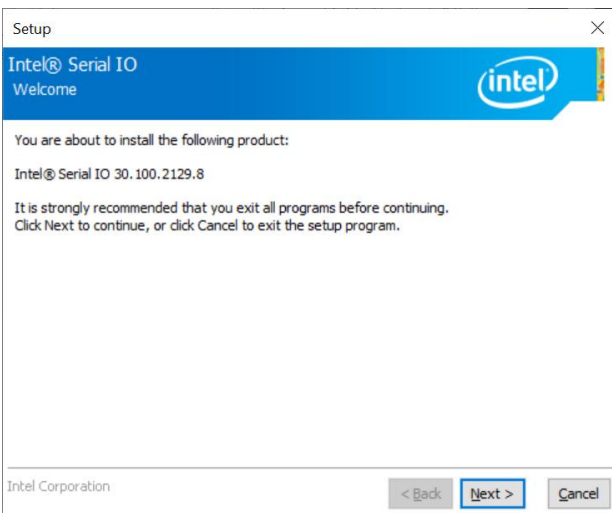 Setup
Intel® Serial IO
Welcome
intel
You are about to install the following product:
Intel® Serial IO 30.100.2129.8
It is strongly recommended that you exit all programs before continuing.
Click Next to continue, or click Cancel to exit the setup program.
Intel Corporation
< Back Next > Cancel